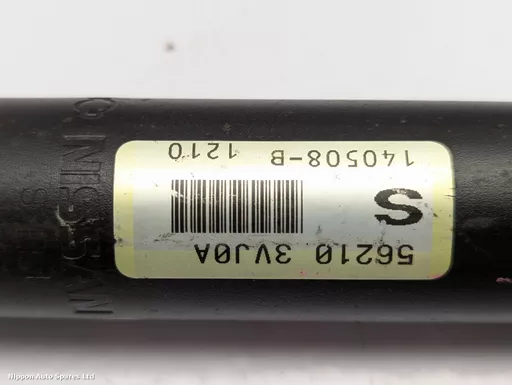 56210 3VJ0A
S
140508-B 1210
NISSAN
Nippon Auto Spares Ltd